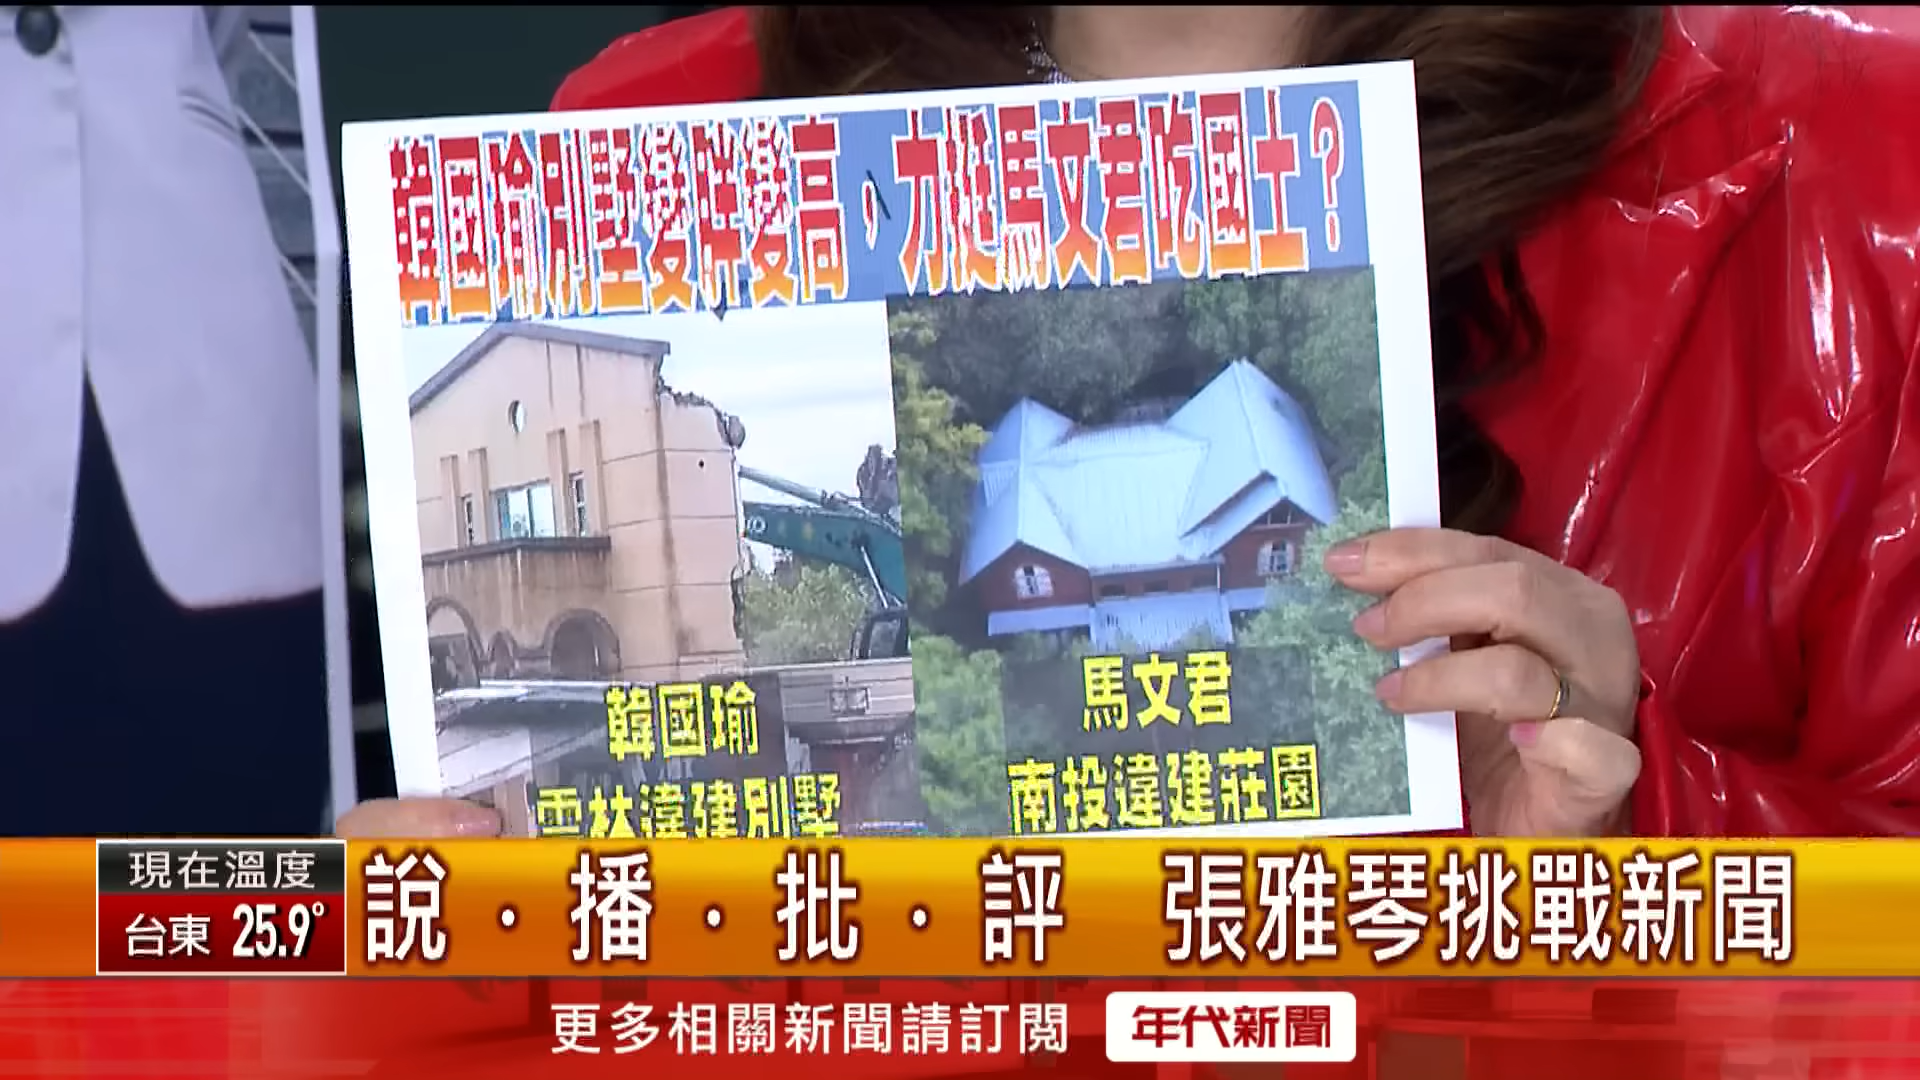 韓國瑜別墅變胖變高，力挺馬文君吃國土？
韓國瑜
雲林違建別墅
馬文君
南投違建莊園
現在溫度
台東 25.9°
說．播．批．評 張雅琴挑戰新聞
更多相關新聞請訂閱 年代新聞